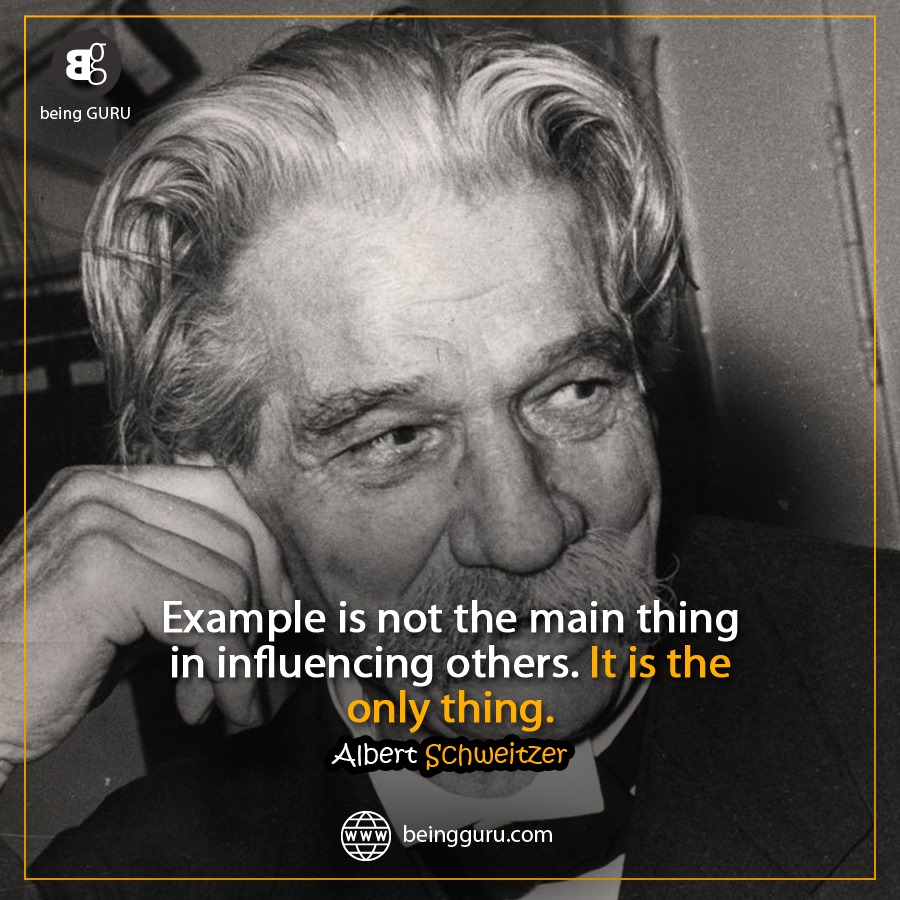 Bg
being GURU
Example is not the main thing
in influencing others. It is the
only thing.
Albert Schweitzer
www
beingguru.com